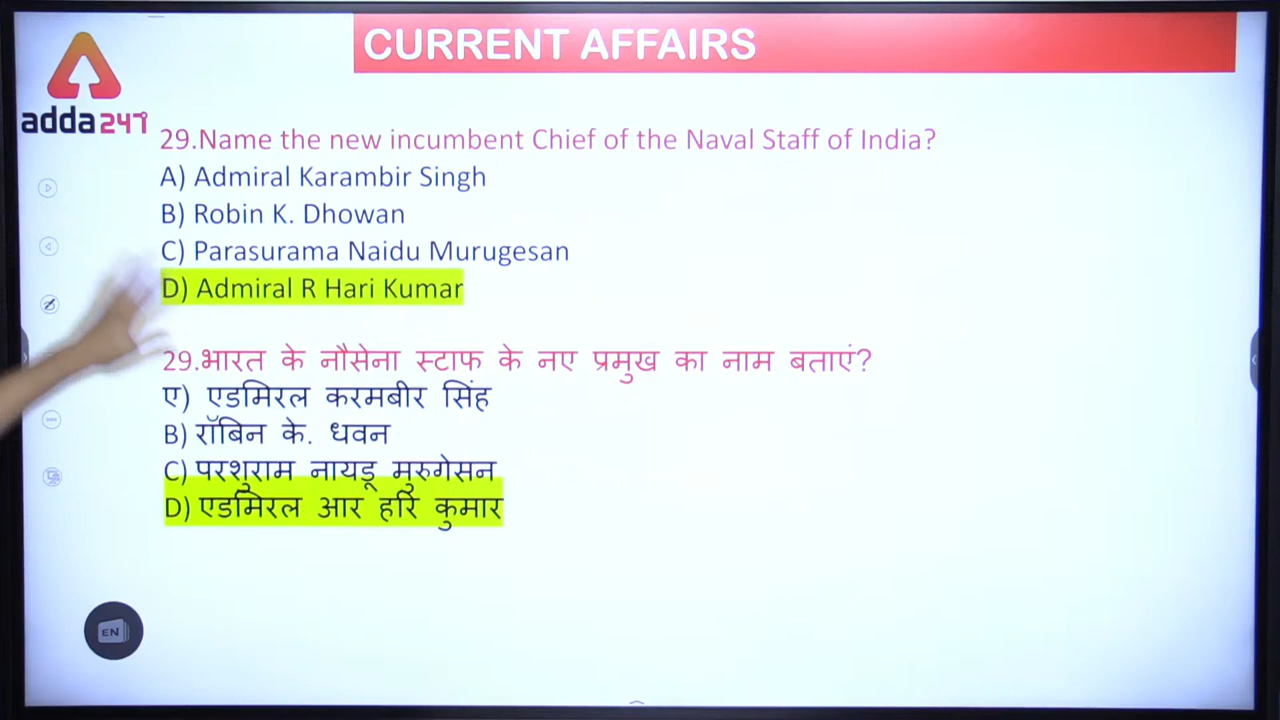 CURRENT AFFAIRS
adda247
29.Name the new incumbent Chief of the Naval Staff of India?
A) Admiral Karambir Singh
B) Robin K. Dhowan
C) Parasurama Naidu Murugesan
D) Admiral R Hari Kumar
29.भारत के नौसेना स्टाफ के नए प्रमुख का नाम बताएं?
ए) एडमिरल करमबीर सिंह
B) रॉबिन के. धवन
C) परशुराम नायडू मुरुगेसन
D) एडमिरल आर हरि कुमार
EN